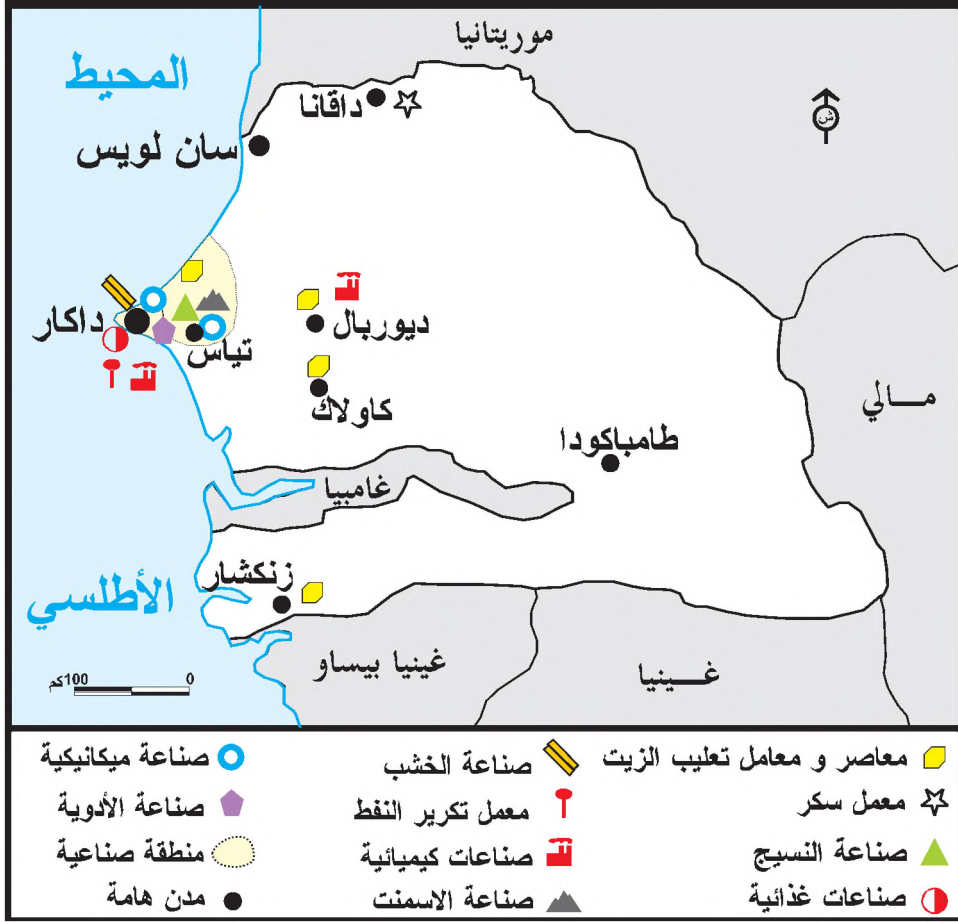 موريتانيا
المحيط
داقانا
ش
سان لويس
ديوربال
داكار
تياس
كاولاك
مـــالي
طامباكودا
غامبيا
زنكشار
الأطلسي
غينيا بيساو
غـــينيا
100كم 0
معاصر و معامل تعليب الزيت
صناعة الخشب
صناعة ميكانيكية
معمل سكر
معمل تكرير النفط
صناعة الأدوية
صناعة النسيج
صناعات كيميائية
منطقة صناعية
صناعات غذائية
صناعة الاسمنت
مدن هامة